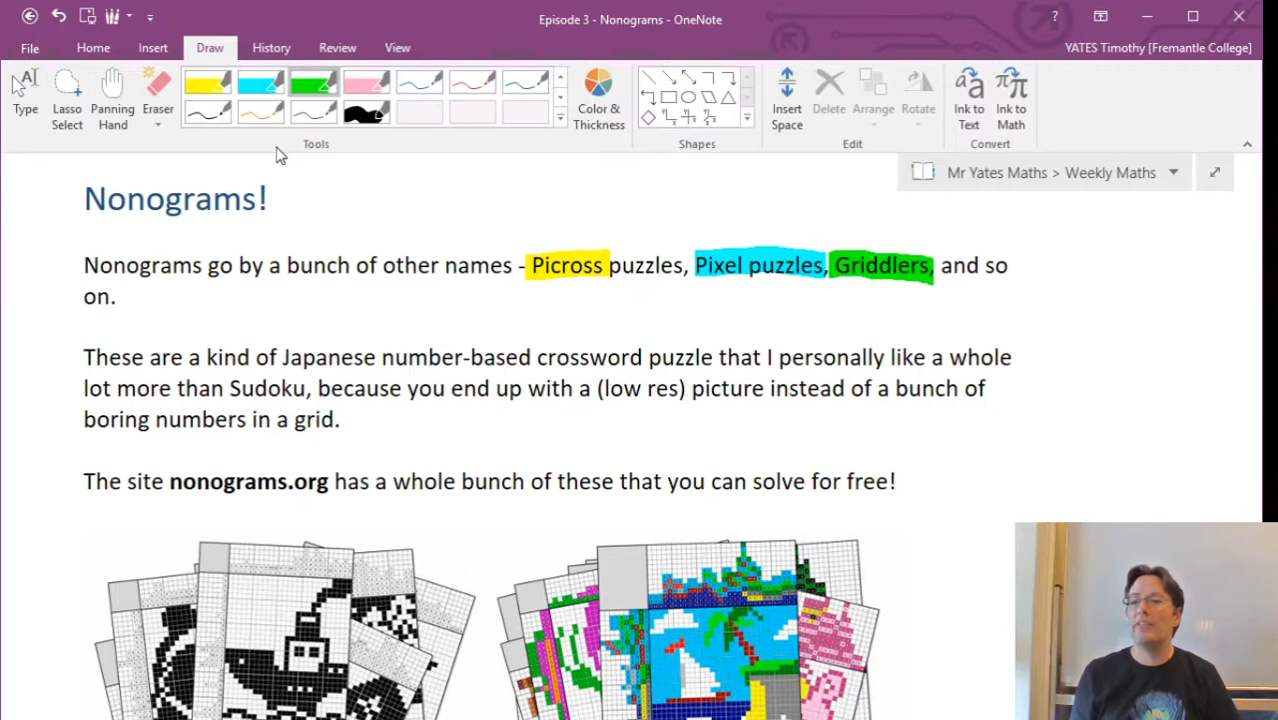 Episode 3 - Nonograms - OneNote
?
File
Home
Insert
Draw
History
Review
View
YATES Timothy [Fremantle College]
Type
Lasso
Select
Panning
Hand
Eraser
Color &
Thickness
Insert
Space
Delete
Arrange
Rotate
Ink to
Text
Ink to
Math
Tools
Shapes
Edit
Convert
Mr Yates Maths > Weekly Maths
Nonograms!
Nonograms go by a bunch of other names - Picross puzzles, Pixel puzzles, Griddlers, and so
on.
These are a kind of Japanese number-based crossword puzzle that I personally like a whole
lot more than Sudoku, because you end up with a (low res) picture instead of a bunch of
boring numbers in a grid.
The site nonograms.org has a whole bunch of these that you can solve for free!